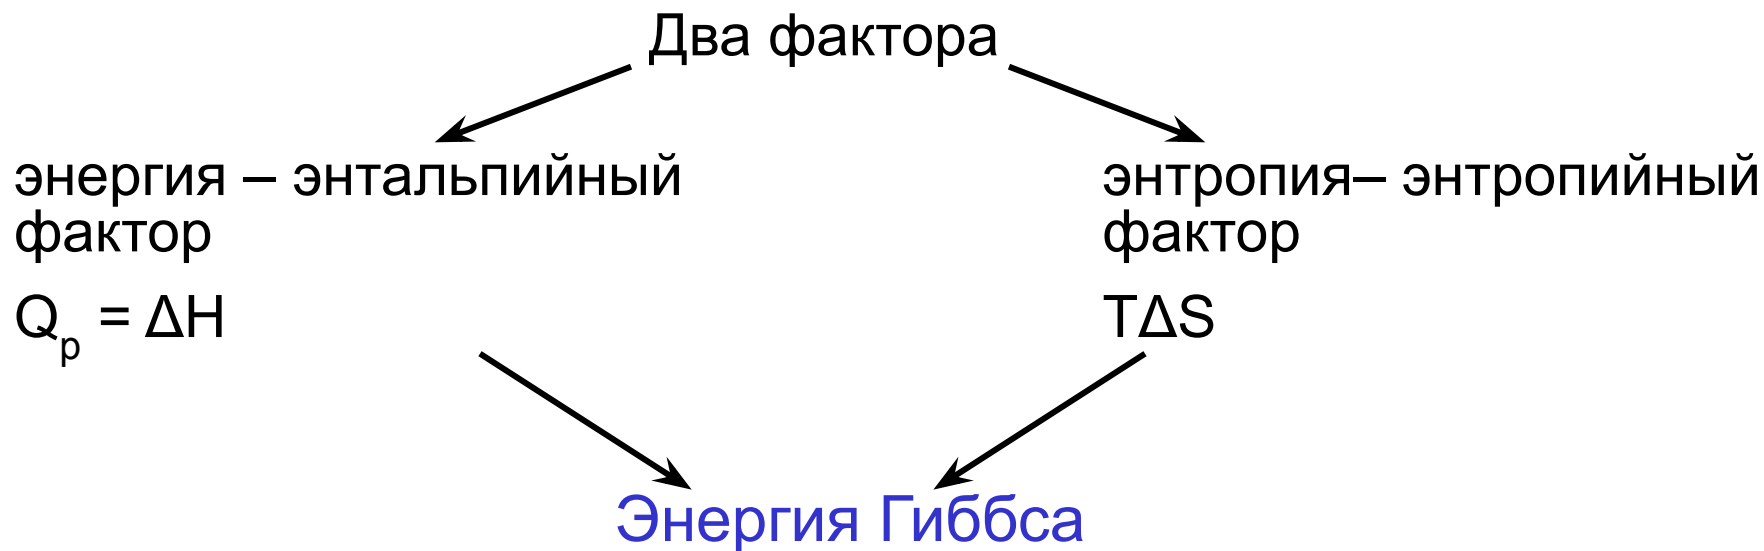 Два фактора
энергия – энтальпийный
фактор
Qp = ΔH
энтропия– энтропийный
фактор
TΔS
Энергия Гиббса